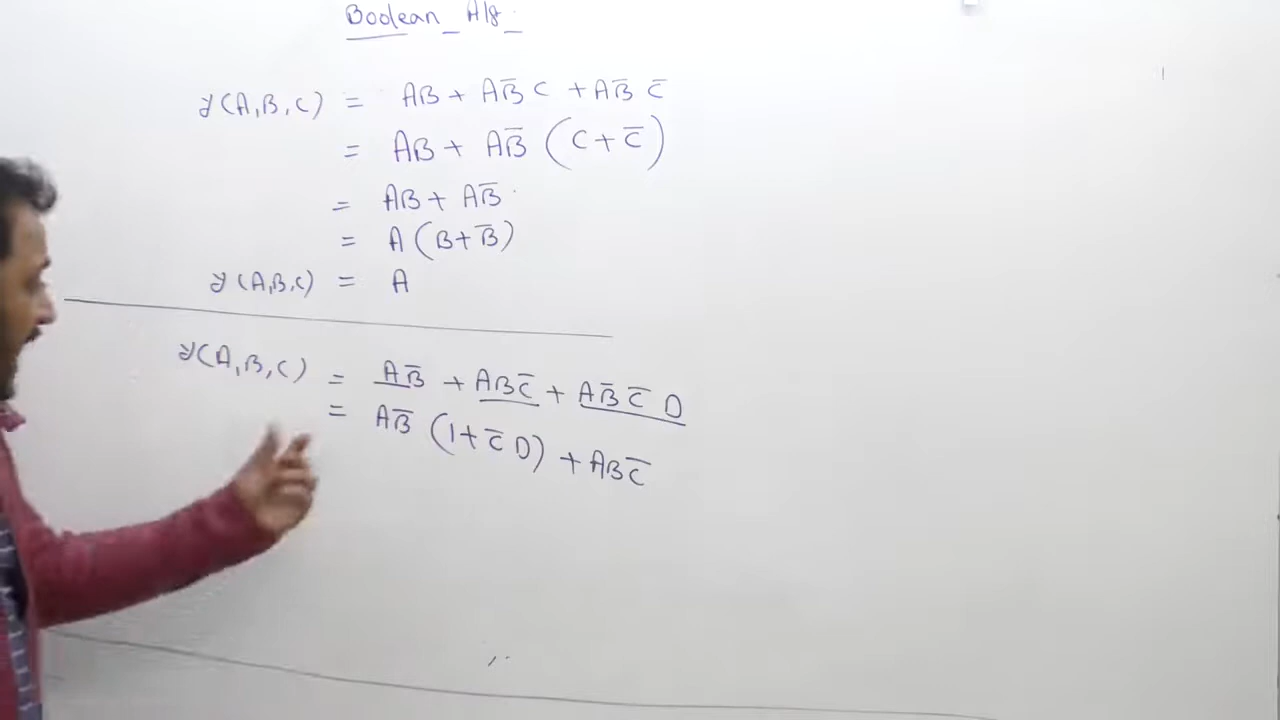 Boolean Alg.
y(A,B,C) = AB + AB̅C + AB̅C̅
= AB + AB̅(C+C̅)
= AB + AB̅
= A(B+B̅)
y(A,B,C) = A
y(A,B,C) = AB̅ + ABC̅ + AB̅C̅D
= AB̅(1+C̅D) + ABC̅